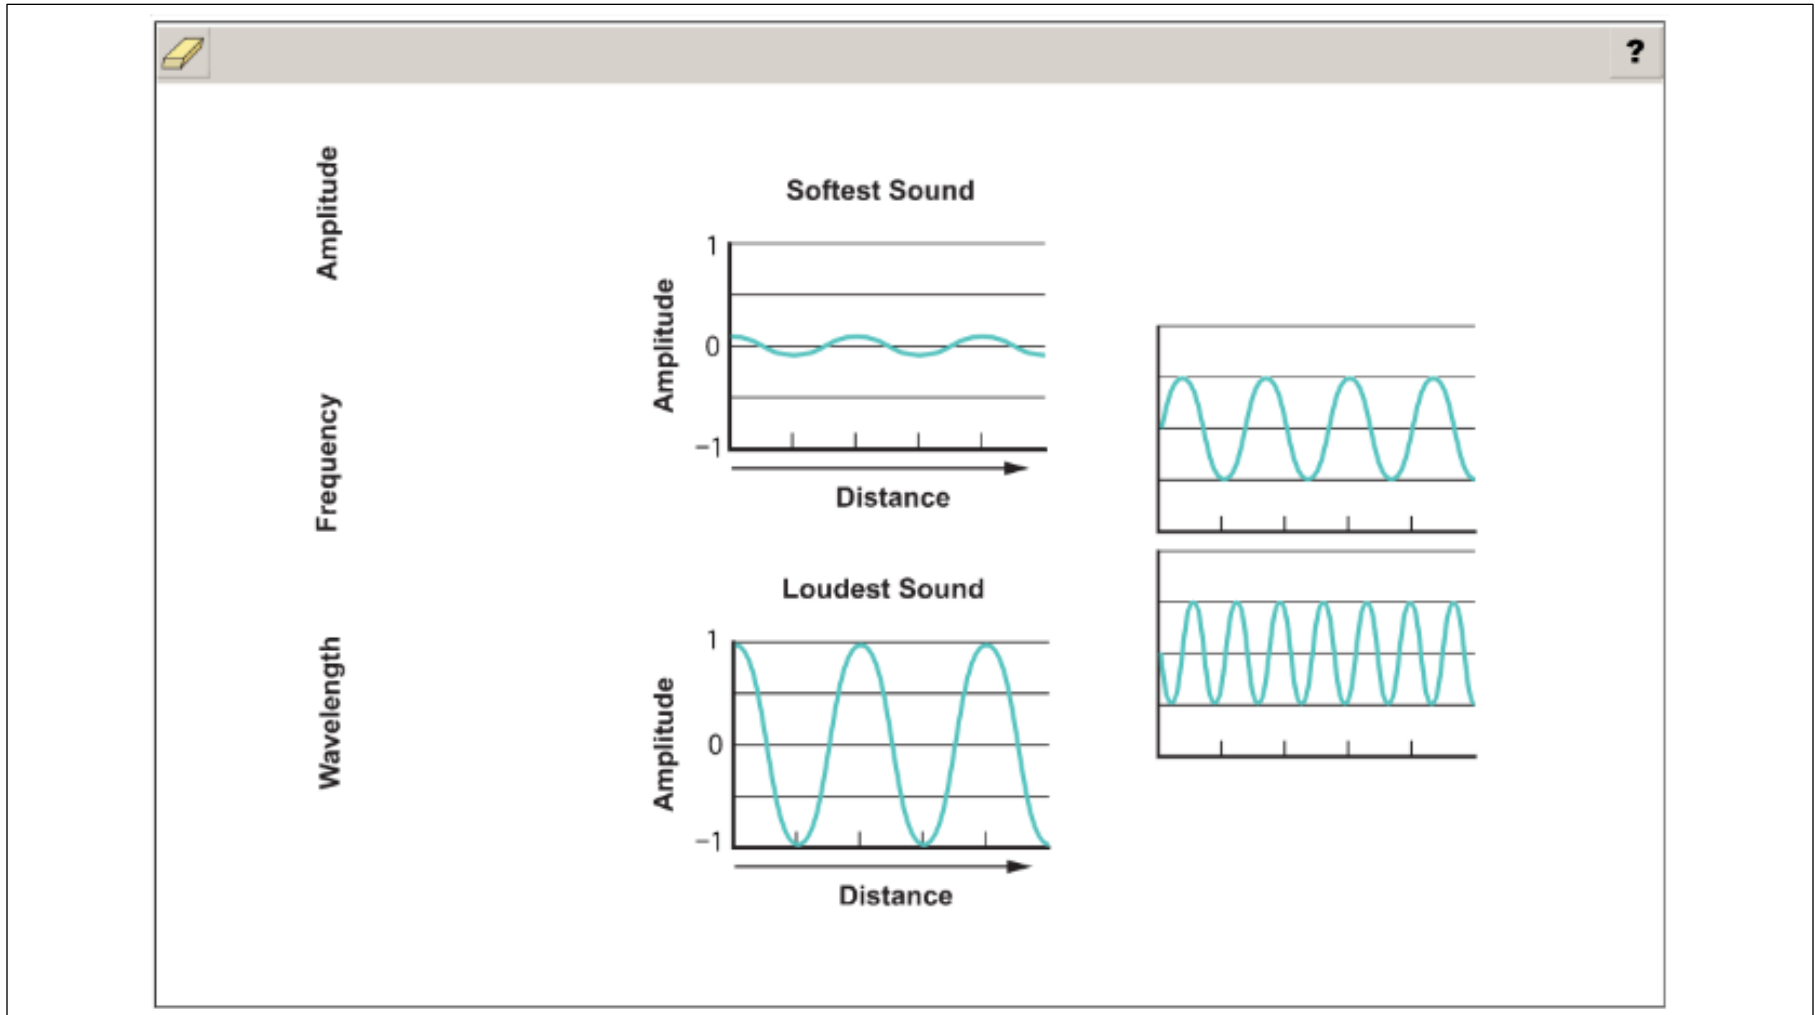 ?
Amplitude
Frequency
Wavelength
Softest Sound
Amplitude
1
0
−1
Distance
Loudest Sound
Amplitude
1
0
−1
Distance